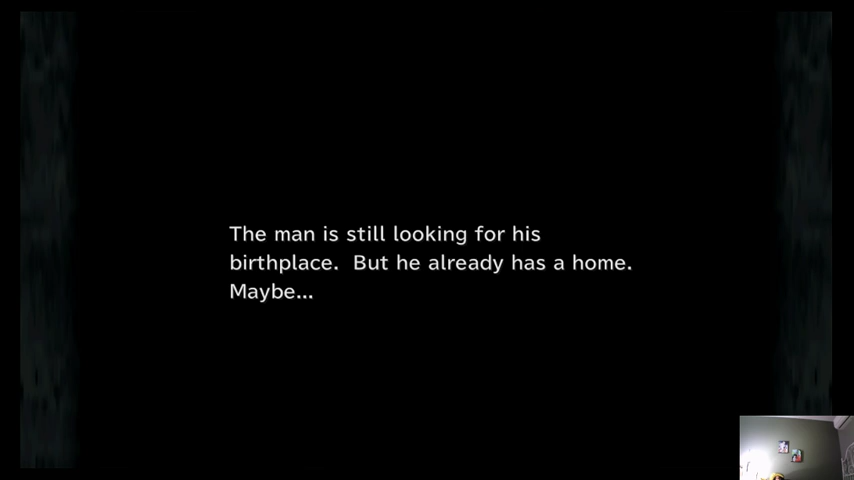 The man is still looking for his
birthplace.  But he already has a home.
Maybe...